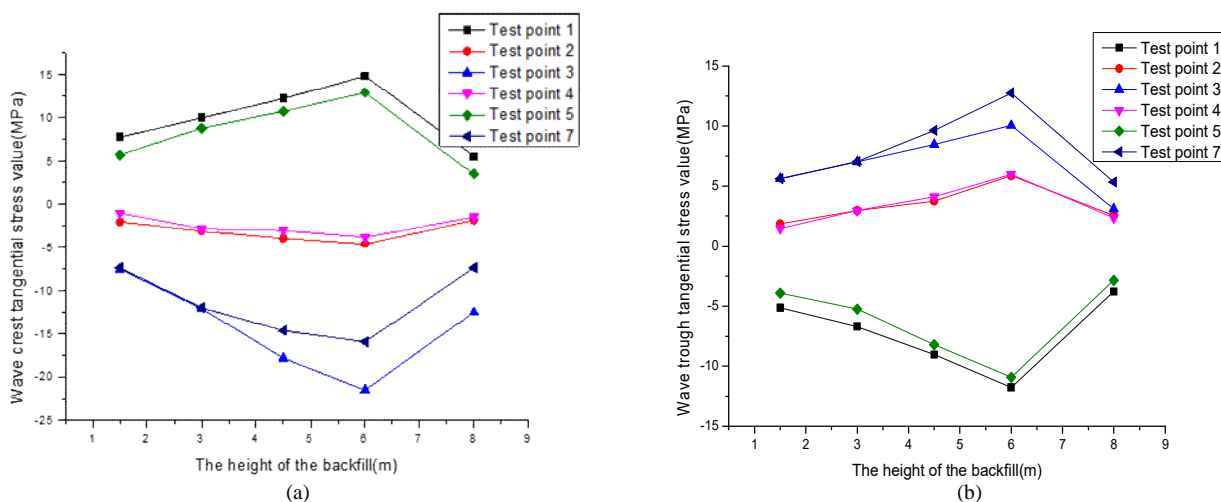 Test point 1
Test point 2
Test point 3
Test point 4
Test point 5
Test point 7
Wave crest tangential stress value(MPa)
15
10
5
0
-5
-10
-15
-20
-25
1 2 3 4 5 6 7 8 9
The height of the backfill(m)
(a)
Test point 1
Test point 2
Test point 3
Test point 4
Test point 5
Test point 7
Wave trough tangential stress value(MPa)
15
10
5
0
-5
-10
-15
1 2 3 4 5 6 7 8 9
The height of the backfill(m)
(b)